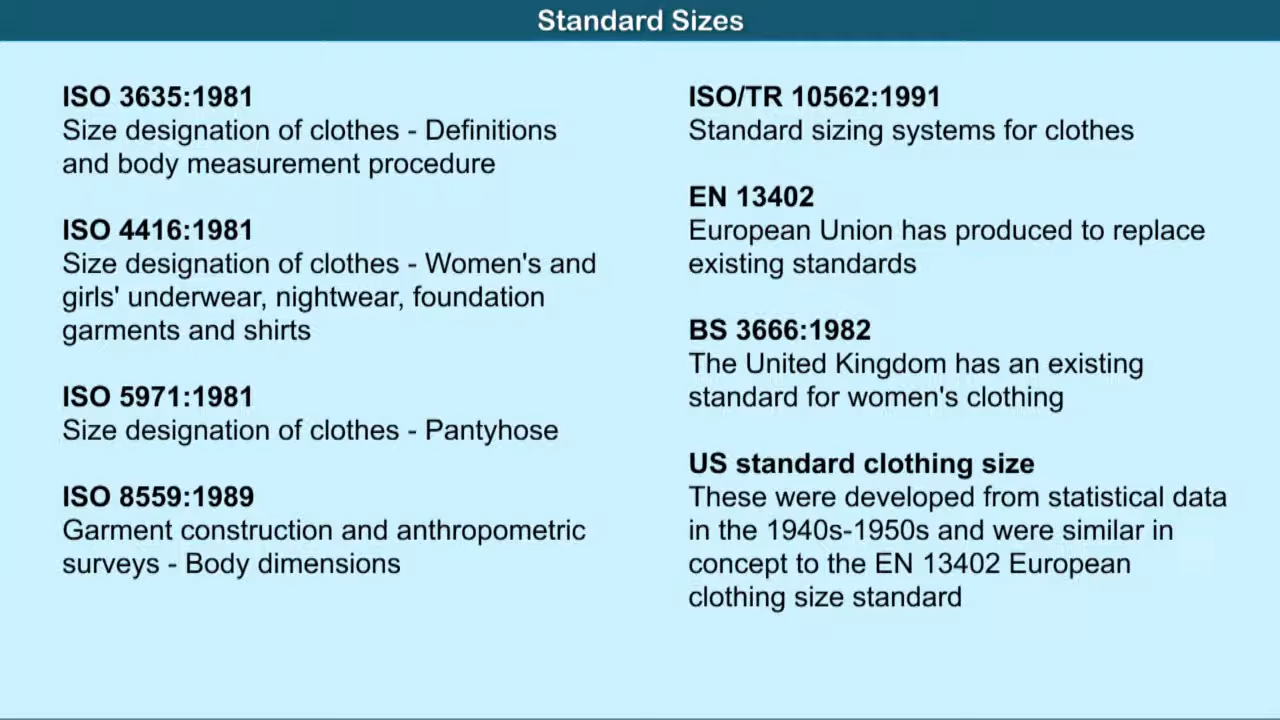 Standard Sizes
ISO 3635:1981
Size designation of clothes - Definitions
and body measurement procedure
ISO 4416:1981
Size designation of clothes - Women's and
girls' underwear, nightwear, foundation
garments and shirts
ISO 5971:1981
Size designation of clothes - Pantyhose
ISO 8559:1989
Garment construction and anthropometric
surveys - Body dimensions
ISO/TR 10562:1991
Standard sizing systems for clothes
EN 13402
European Union has produced to replace
existing standards
BS 3666:1982
The United Kingdom has an existing
standard for women's clothing
US standard clothing size
These were developed from statistical data
in the 1940s-1950s and were similar in
concept to the EN 13402 European
clothing size standard